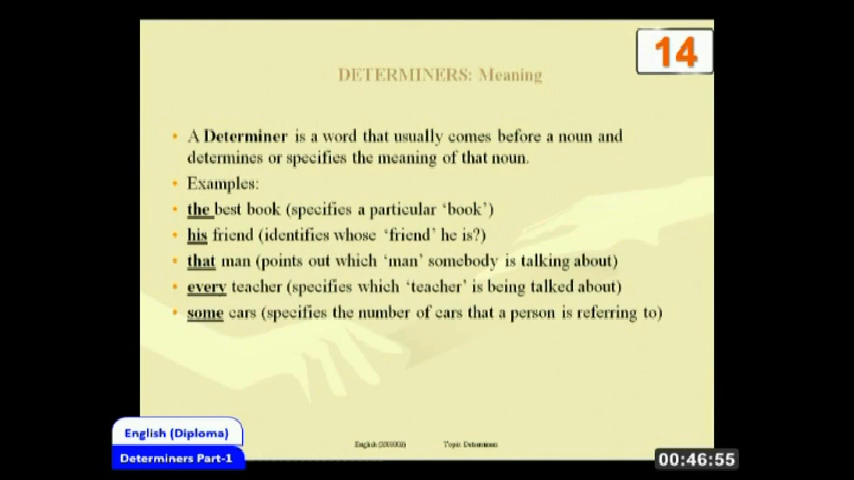 14
DETERMINERS: Meaning
• A Determiner is a word that usually comes before a noun and
determines or specifies the meaning of that noun.
• Examples:
• the best book (specifies a particular ‘book’)
• his friend (identifies whose ‘friend’ he is?)
• that man (points out which ‘man’ somebody is talking about)
• every teacher (specifies which ‘teacher’ is being talked about)
• some cars (specifies the number of cars that a person is referring to)
English (Diploma)
Determiners Part-1
English Topic: Determiners
00:46:55